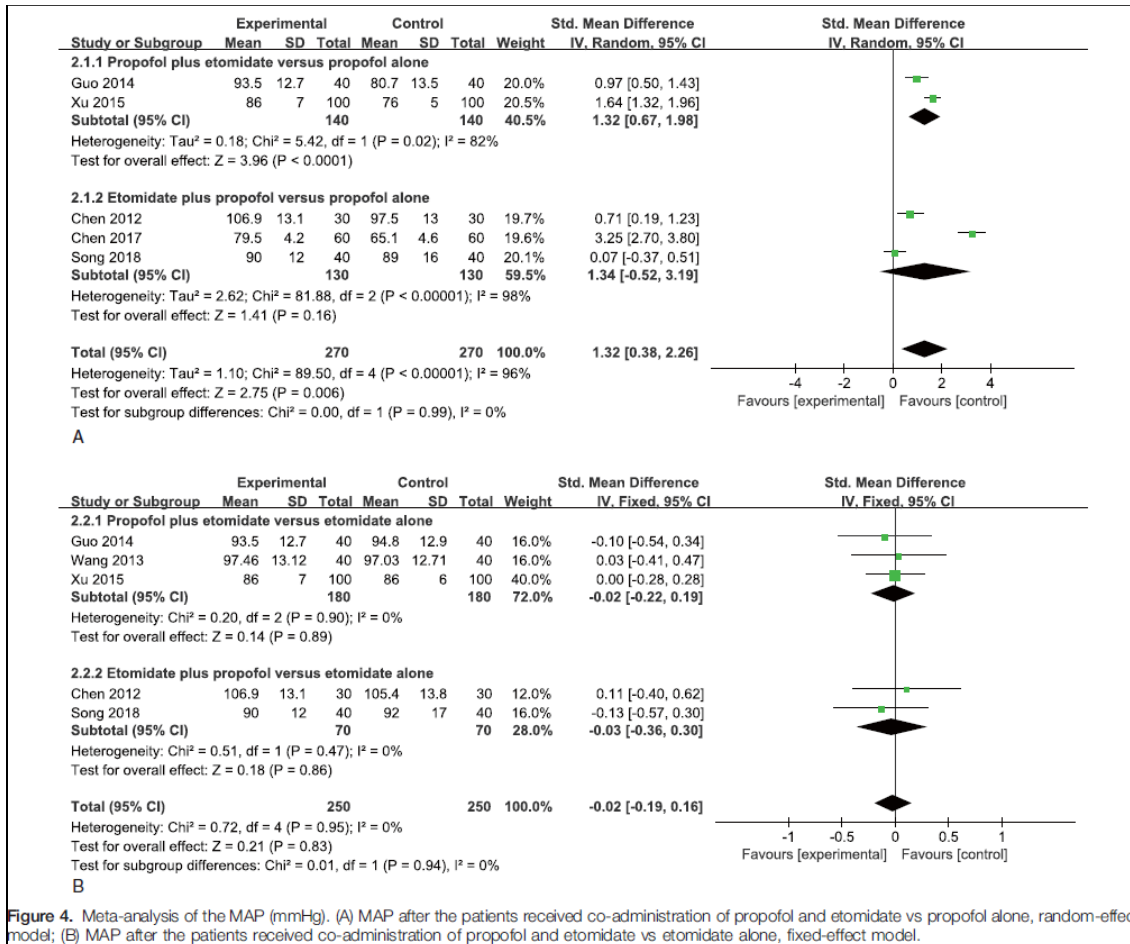 Experimental Control Std. Mean Difference Std. Mean Difference
Study or Subgroup Mean SD Total Mean SD Total Weight IV, Random, 95% CI IV, Random, 95% CI
2.1.1 Propofol plus etomidate versus propofol alone
Guo 2014 93.5 12.7 40 80.7 13.5 40 20.0% 0.97 [0.50, 1.43]
Xu 2015 86 7 100 76 5 100 20.5% 1.64 [1.32, 1.96]
Subtotal (95% CI) 140 140 40.5% 1.32 [0.67, 1.98]
Heterogeneity: Tau² = 0.18; Chi² = 5.42, df = 1 (P = 0.02); I² = 82%
Test for overall effect: Z = 3.96 (P < 0.0001)
2.1.2 Etomidate plus propofol versus propofol alone
Chen 2012 106.9 13.1 30 97.5 13 30 19.7% 0.71 [0.19, 1.23]
Chen 2017 79.5 4.2 60 65.1 4.6 60 19.6% 3.25 [2.70, 3.80]
Song 2018 90 12 40 89 16 40 20.1% 0.07 [-0.37, 0.51]
Subtotal (95% CI) 130 130 59.5% 1.34 [-0.52, 3.19]
Heterogeneity: Tau² = 2.62; Chi² = 81.88, df = 2 (P < 0.00001); I² = 98%
Test for overall effect: Z = 1.41 (P = 0.16)
Total (95% CI) 270 270 100.0% 1.32 [0.38, 2.26]
Heterogeneity: Tau² = 1.10; Chi² = 89.50, df = 4 (P < 0.00001); I² = 96%
Test for overall effect: Z = 2.75 (P = 0.006)
Test for subgroup differences: Chi² = 0.00, df = 1 (P = 0.99), I² = 0%
-4 -2 0 2 4
Favours [experimental] Favours [control]
A
Experimental Control Std. Mean Difference Std. Mean Difference
Study or Subgroup Mean SD Total Mean SD Total Weight IV, Fixed, 95% CI IV, Fixed, 95% CI
2.2.1 Propofol plus etomidate versus etomidate alone
Guo 2014 93.5 12.7 40 94.8 12.9 40 16.0% -0.10 [-0.54, 0.34]
Wang 2013 97.46 13.12 40 97.03 12.71 40 16.0% 0.03 [-0.41, 0.47]
Xu 2015 86 7 100 86 6 100 40.0% 0.00 [-0.28, 0.28]
Subtotal (95% CI) 180 180 72.0% -0.02 [-0.22, 0.19]
Heterogeneity: Chi² = 0.20, df = 2 (P = 0.90); I² = 0%
Test for overall effect: Z = 0.14 (P = 0.89)
2.2.2 Etomidate plus propofol versus etomidate alone
Chen 2012 106.9 13.1 30 105.4 13.8 30 12.0% 0.11 [-0.40, 0.62]
Song 2018 90 12 40 92 17 40 16.0% -0.13 [-0.57, 0.30]
Subtotal (95% CI) 70 70 28.0% -0.03 [-0.36, 0.30]
Heterogeneity: Chi² = 0.51, df = 1 (P = 0.47); I² = 0%
Test for overall effect: Z = 0.18 (P = 0.86)
Total (95% CI) 250 250 100.0% -0.02 [-0.19, 0.16]
Heterogeneity: Chi² = 0.72, df = 4 (P = 0.95); I² = 0%
Test for overall effect: Z = 0.21 (P = 0.83)
Test for subgroup differences: Chi² = 0.01, df = 1 (P = 0.94), I² = 0%
-1 -0.5 0 0.5 1
Favours [experimental] Favours [control]
B
Figure 4. Meta-analysis of the MAP (mmHg). (A) MAP after the patients received co-administration of propofol and etomidate vs propofol alone, random-effec
model; (B) MAP after the patients received co-administration of propofol and etomidate vs etomidate alone, fixed-effect model.